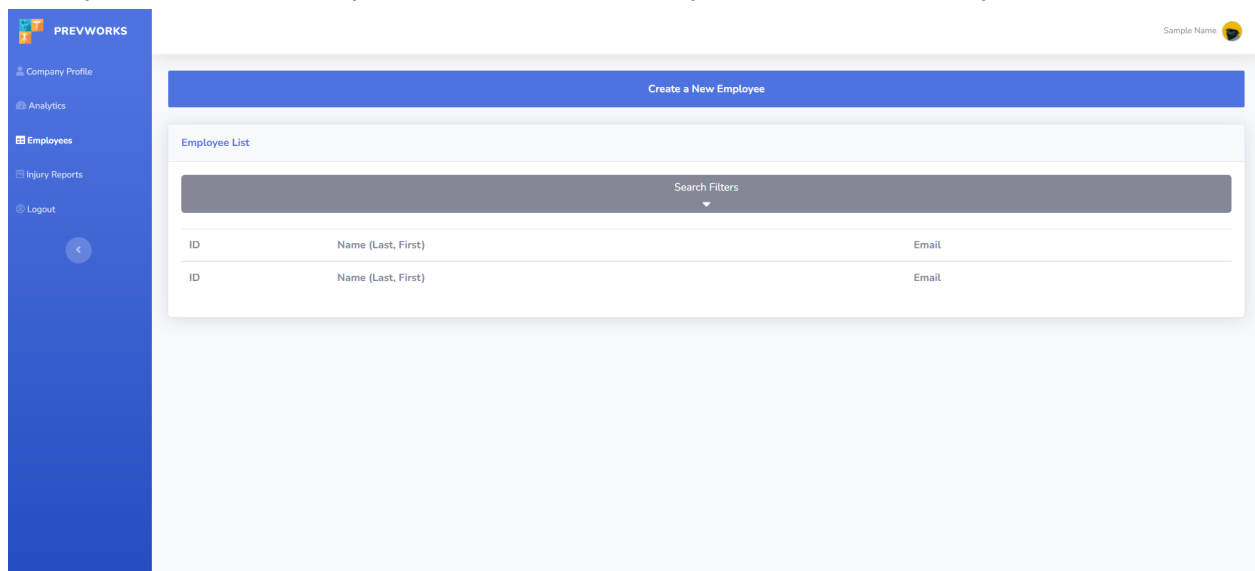 PREVWORKS
Sample Name
Company Profile
Analytics
Employees
Injury Reports
Logout
Create a New Employee
Employee List
Search Filters
ID Name (Last, First) Email
ID Name (Last, First) Email